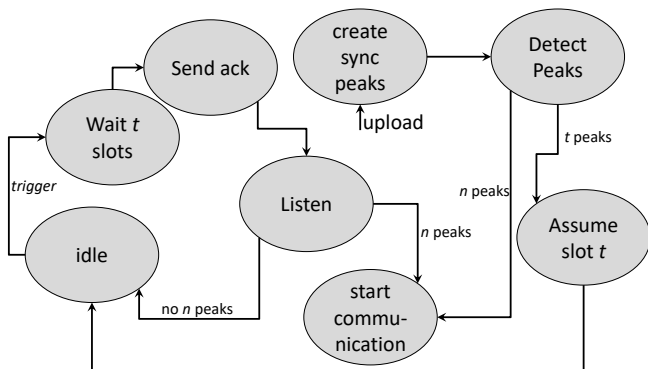 create
sync
peaks
Detect
Peaks
Send ack
Wait t
slots
upload
t peaks
trigger
n peaks
Listen
Assume
slot t
n peaks
idle
no n peaks
start
commu-
nication